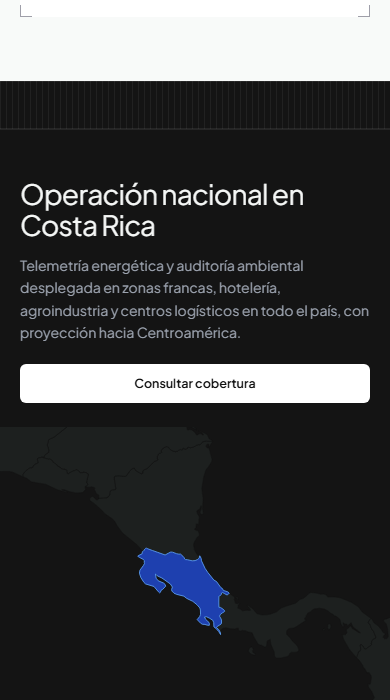 Operación nacional en
Costa Rica
Telemetría energética y auditoría ambiental
desplegada en zonas francas, hotelería,
agroindustria y centros logísticos en todo el país, con
proyección hacia Centroamérica.
Consultar cobertura